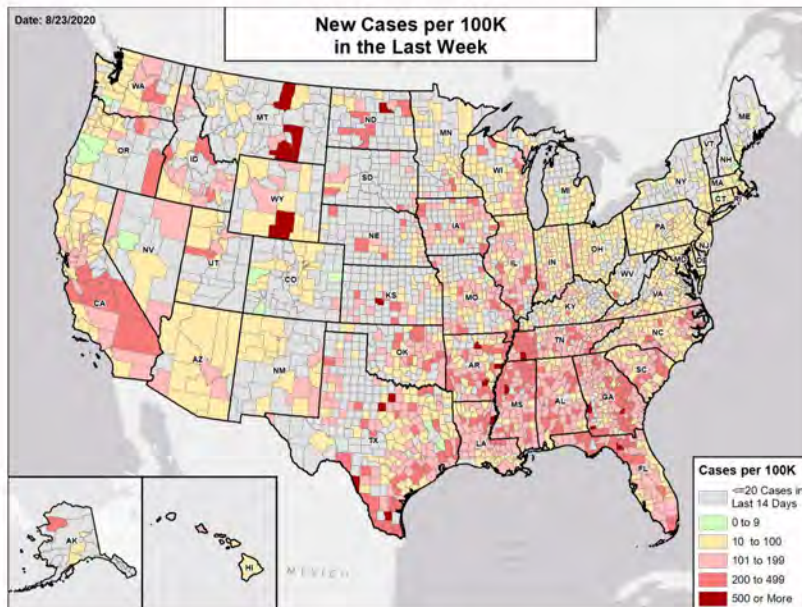 Date: 8/23/2020
New Cases per 100K
in the Last Week
WA
MT
ND
MN
ME
OR
ID
SD
WI
VT
NH
NY
MA
CT
WY
MI
IA
NE
PA
NJ
NV
UT
CO
IL
IN
OH
MD
DE
CA
KS
MO
WV
VA
KY
AZ
NM
OK
AR
TN
NC
SC
MS
AL
GA
TX
LA
FL
AK
HI
MEXICO
Cases per 100K
<=20 Cases in
Last 14 Days
0 to 9
10 to 100
101 to 199
200 to 499
500 or More